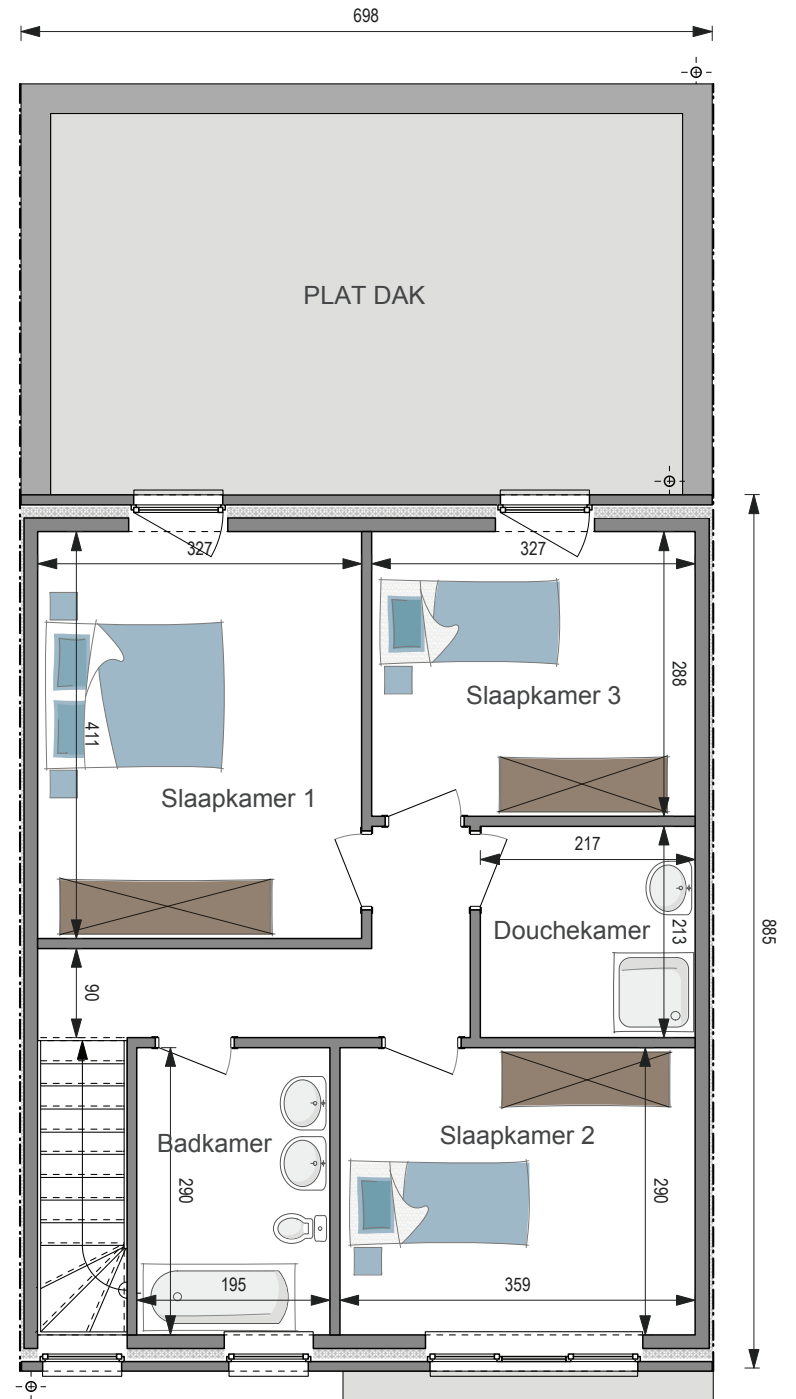 698
PLAT DAK
327
327
288
Slaapkamer 3
411
Slaapkamer 1
217
885
Douchekamer
213
90
Slaapkamer 2
Badkamer
290
290
195
359